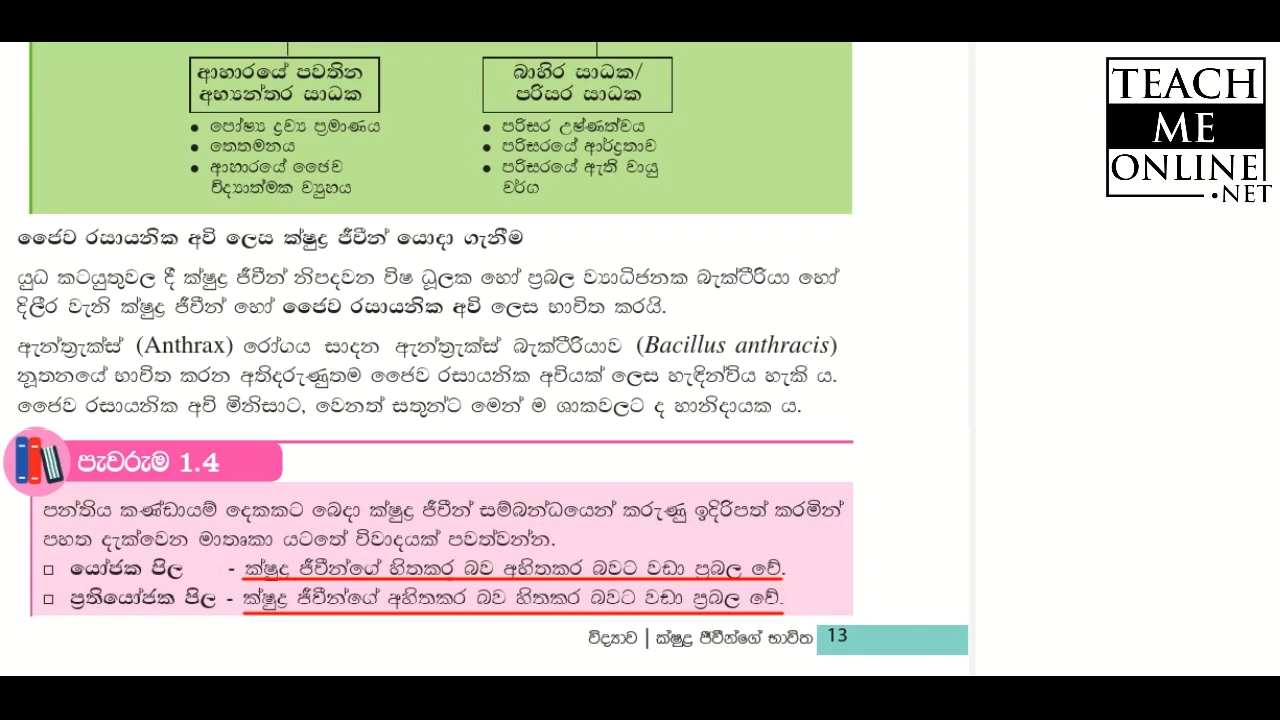 ආහාරයේ පවතින
අභ්‍යන්තර සාධක
බාහිර සාධක/
පරිසර සාධක
• පෝෂ්‍ය ද්‍රව්‍ය ප්‍රමාණය
• තෙතමනය
• ආහාරයේ ජෛව
විද්‍යාත්මක ව්‍යුහය
• පරිසර උෂ්ණත්වය
• පරිසරයේ ආර්ද්‍රතාව
• පරිසරයේ ඇති වායු
වර්ග
ජෛව රසායනික අවි ලෙස ක්ෂුද්‍ර ජීවීන් යොදා ගැනීම
යුධ කටයුතුවල දී ක්ෂුද්‍ර ජීවීන් නිපදවන විෂ ධූලක හෝ ප්‍රබල ව්‍යාධිජනක බැක්ටීරියා හෝ
දිලීර වැනි ක්ෂුද්‍ර ජීවීන් හෝ ජෛව රසායනික අවි ලෙස භාවිත කරයි.
ඇන්ත්‍රැක්ස් (Anthrax) රෝගය සාදන ඇන්ත්‍රැක්ස් බැක්ටීරියාව (Bacillus anthracis)
නූතනයේ භාවිත කරන අතිදරුණුතම ජෛව රසායනික අවියක් ලෙස හැඳින්විය හැකි ය.
ජෛව රසායනික අවි මිනිසාට, වෙනත් සතුන්ට මෙන් ම ශාකවලට ද හානිදායක ය.
පැවරුම 1.4
පන්තිය කණ්ඩායම් දෙකකට බෙදා ක්ෂුද්‍ර ජීවීන් සම්බන්ධයෙන් කරුණු ඉදිරිපත් කරමින්
පහත දැක්වෙන මාතෘකා යටතේ විවාදයක් පවත්වන්න.
□ යෝජක පිල - ක්ෂුද්‍ර ජීවීන්ගේ හිතකර බව අහිතකර බවට වඩා ප්‍රබල වේ.
□ ප්‍රතියෝජක පිල - ක්ෂුද්‍ර ජීවීන්ගේ අහිතකර බව හිතකර බවට වඩා ප්‍රබල වේ.
විද්‍යාව | ක්ෂුද්‍ර ජීවීන්ගේ භාවිත 13
TEACH
ME
ONLINE
.NET